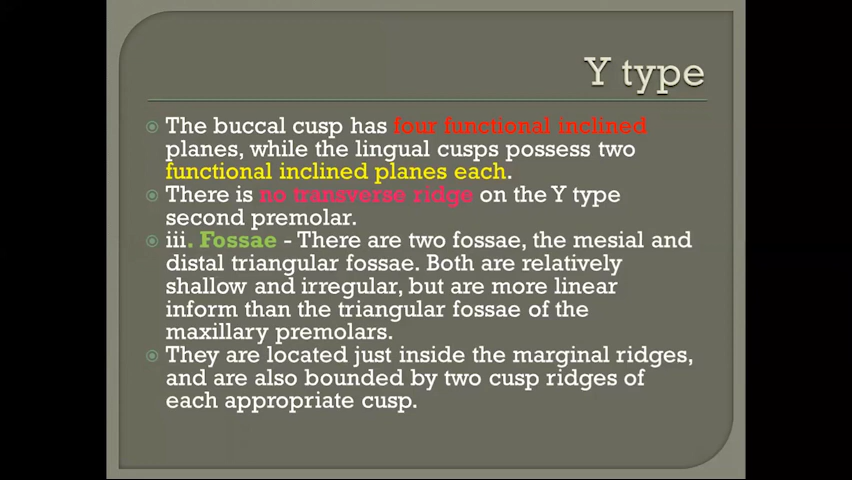 Y type
The buccal cusp has four functional inclined
planes, while the lingual cusps possess two
functional inclined planes each.
There is no transverse ridge on the Y type
second premolar.
iii. Fossae - There are two fossae, the mesial and
distal triangular fossae. Both are relatively
shallow and irregular, but are more linear
inform than the triangular fossae of the
maxillary premolars.
They are located just inside the marginal ridges,
and are also bounded by two cusp ridges of
each appropriate cusp.